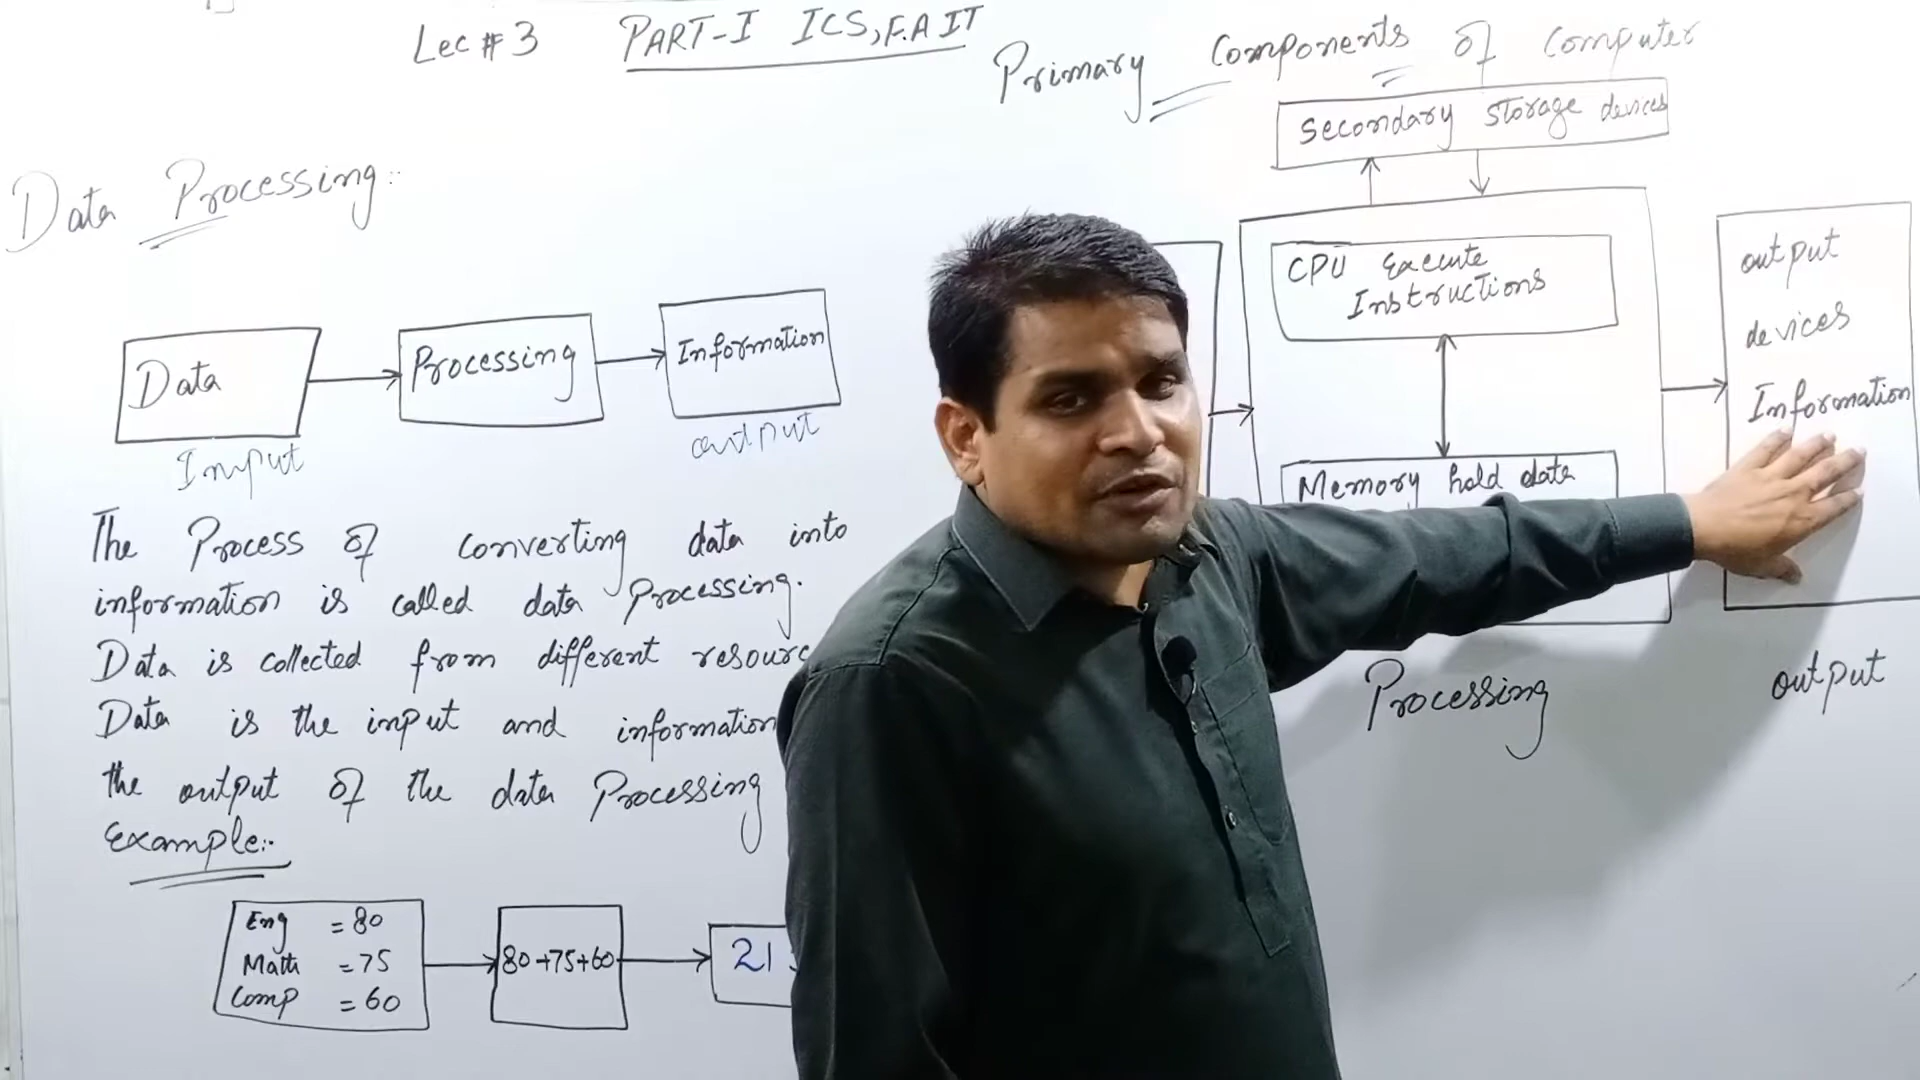 Lec # 3 PART-I ICS, F.A IT
Primary Components of Computer
Data Processing:-
Data
Processing
Information
Input
output
The Process of converting data into
information is called data Processing.
Data is collected from different resourc
Data is the input and information
the output of the data Processing
Example:-
Eng = 80
Math = 75
Comp = 60
80+75+60
21
Secondary storage devices
CPU Execute
Instructions
Memory hold data
Processing
output
devices
Information
output